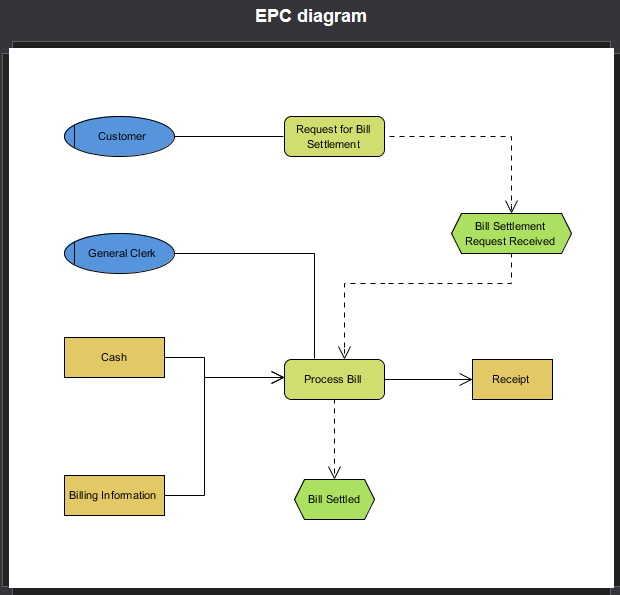 EPC diagram
Customer
Request for Bill
Settlement
Bill Settlement
Request Received
General Clerk
Cash
Process Bill
Receipt
Billing Information
Bill Settled